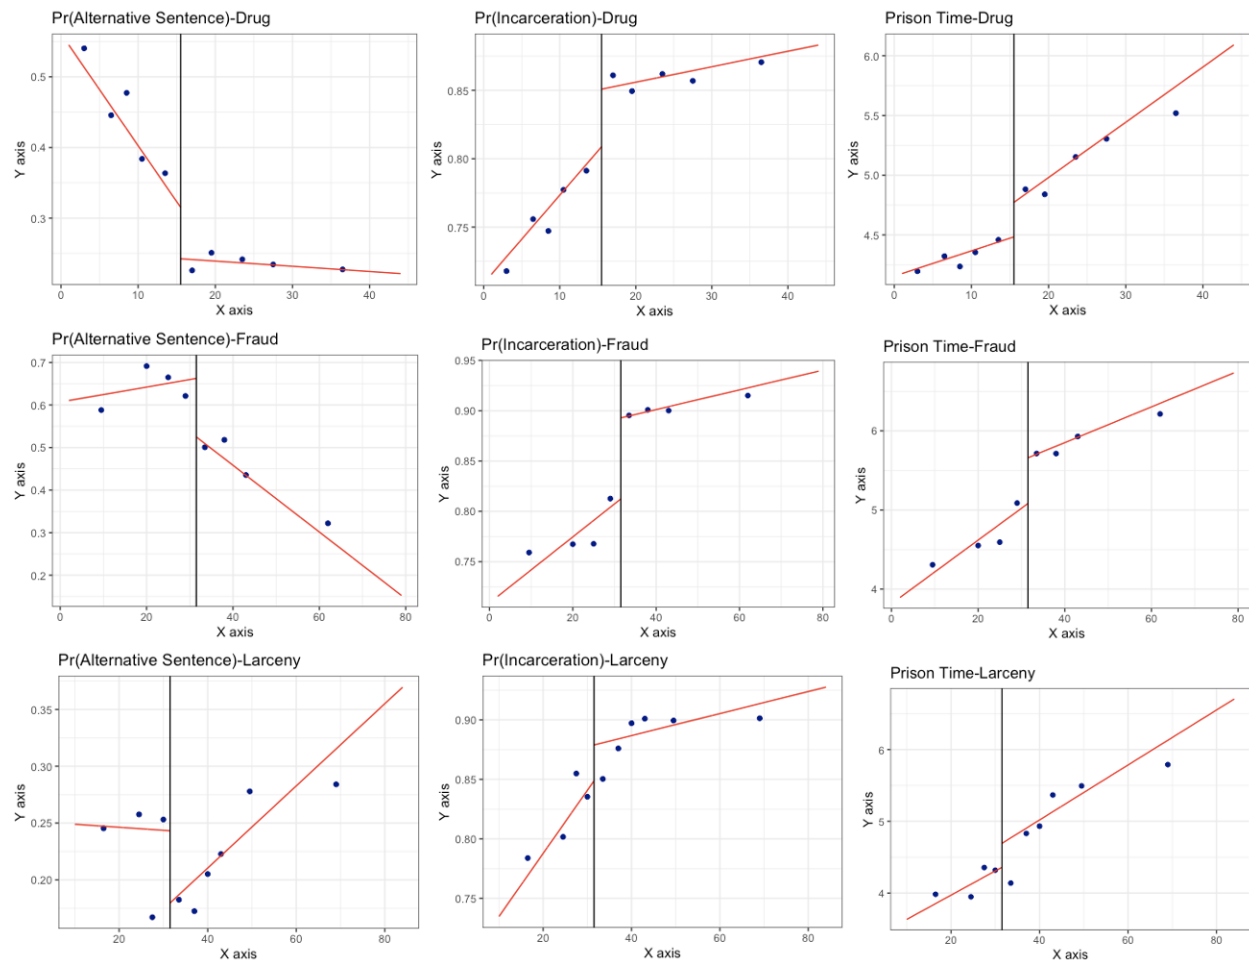 Pr(Alternative Sentence)-Drug
Y axis
0.5
0.4
0.3
0 10 20 30 40
X axis
Pr(Incarceration)-Drug
Y axis
0.85
0.80
0.75
0 10 20 30 40
X axis
Prison Time-Drug
Y axis
6.0
5.5
5.0
4.5
0 10 20 30 40
X axis
Pr(Alternative Sentence)-Fraud
Y axis
0.7
0.6
0.5
0.4
0.3
0.2
0 20 40 60 80
X axis
Pr(Incarceration)-Fraud
Y axis
0.95
0.90
0.85
0.80
0.75
0 20 40 60 80
X axis
Prison Time-Fraud
Y axis
6
5
4
0 20 40 60 80
X axis
Pr(Alternative Sentence)-Larceny
Y axis
0.35
0.30
0.25
0.20
20 40 60 80
X axis
Pr(Incarceration)-Larceny
Y axis
0.90
0.85
0.80
0.75
20 40 60 80
X axis
Prison Time-Larceny
Y axis
6
5
4
20 40 60 80
X axis